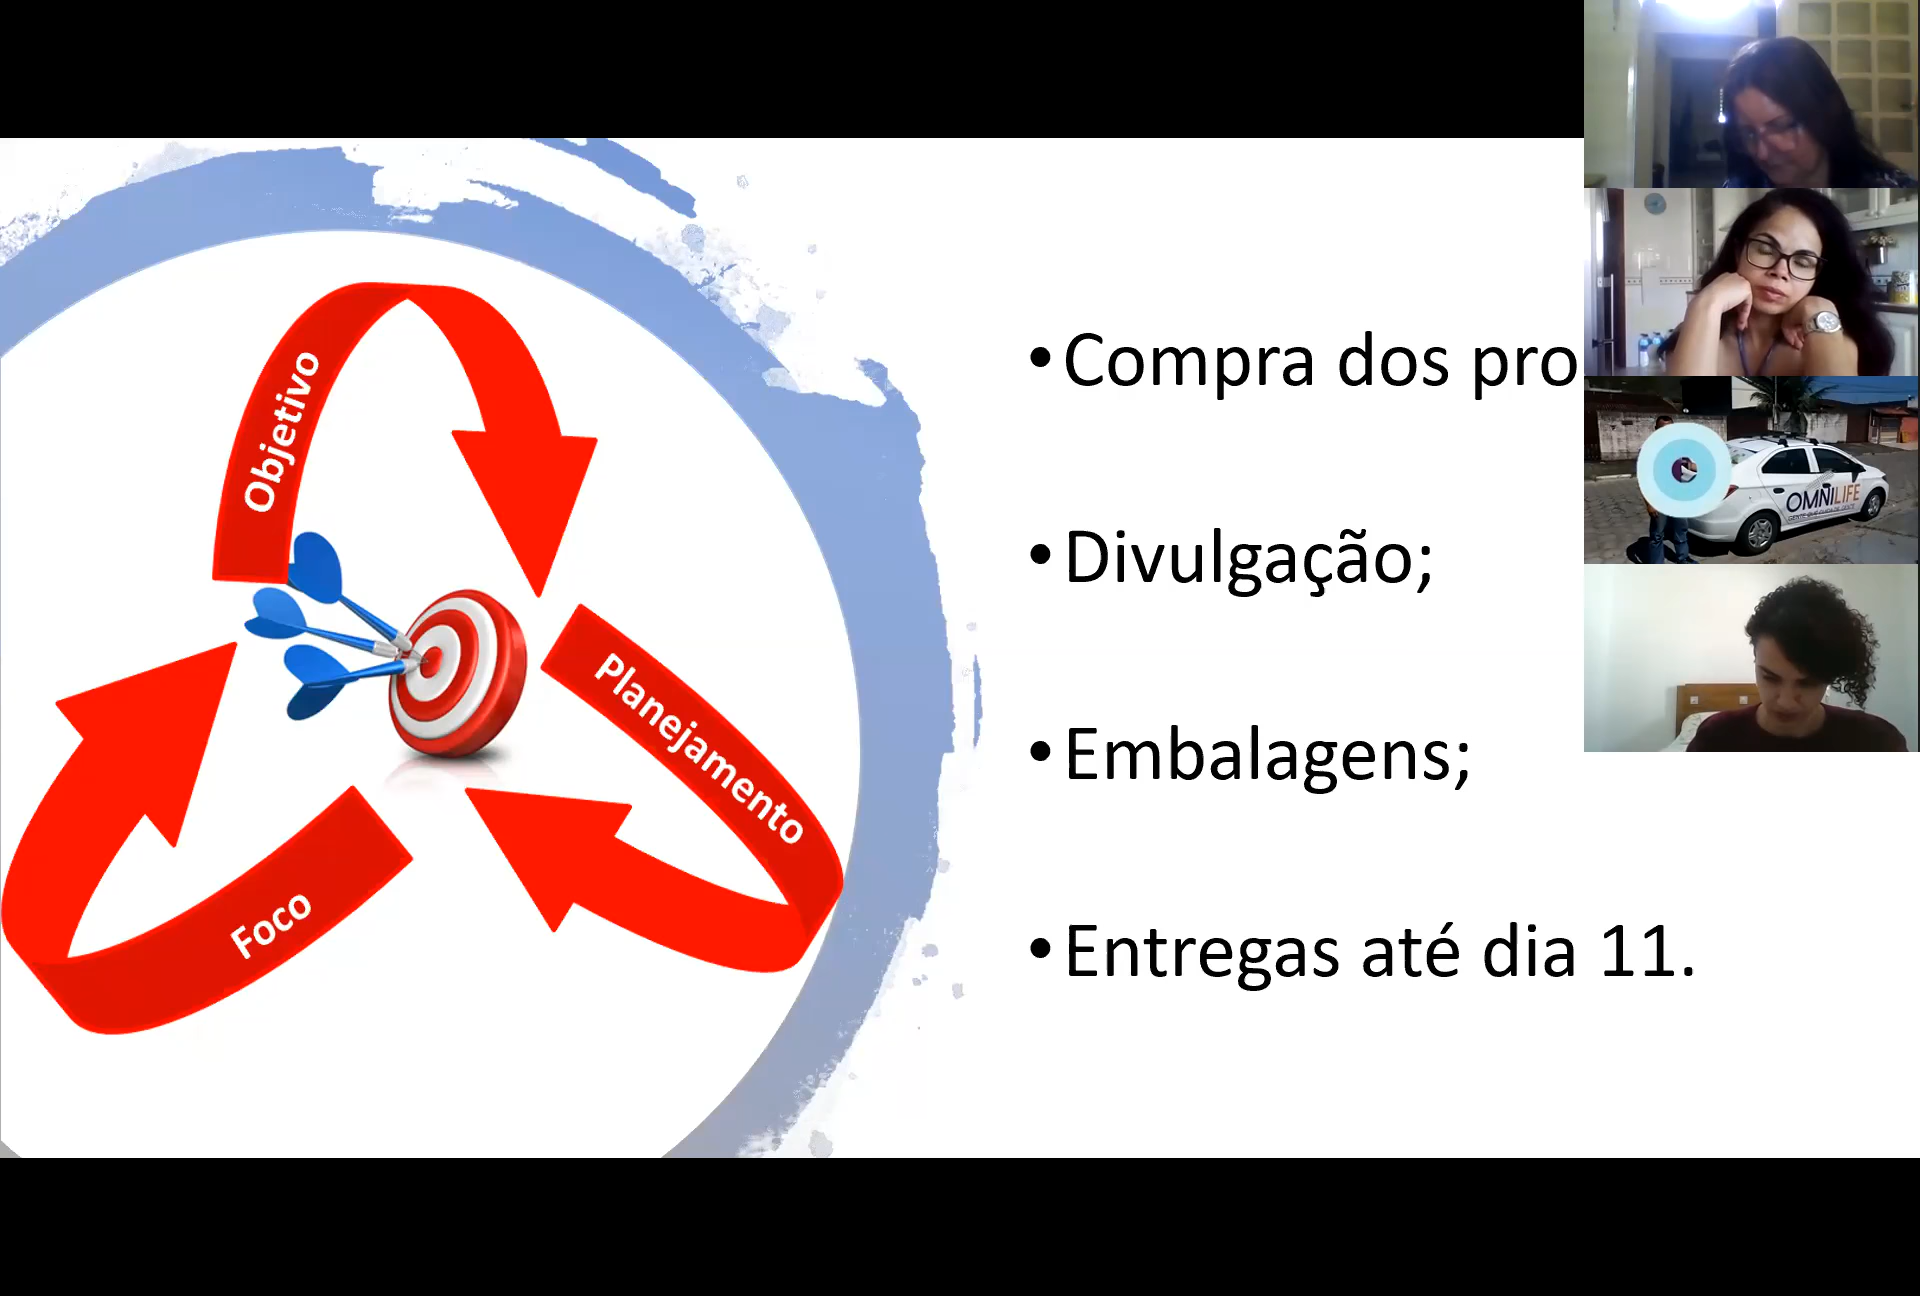 Objetivo
Planejamento
Foco
•Compra dos pro
•Divulgação;
•Embalagens;
•Entregas até dia 11.
OMNILIFE